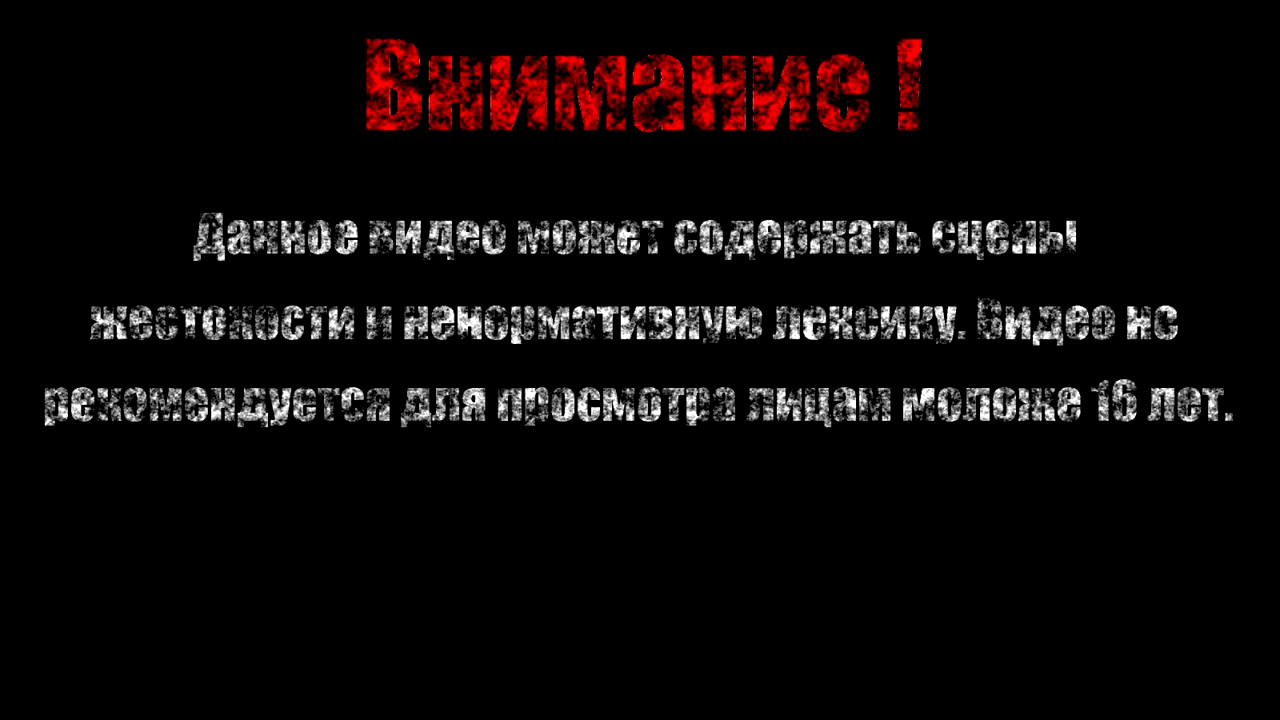 Внимание !
Данное видео может содержать сцены
жестокости и ненормативную лексику. Видео не
рекомендуется для просмотра лицам моложе 16 лет.